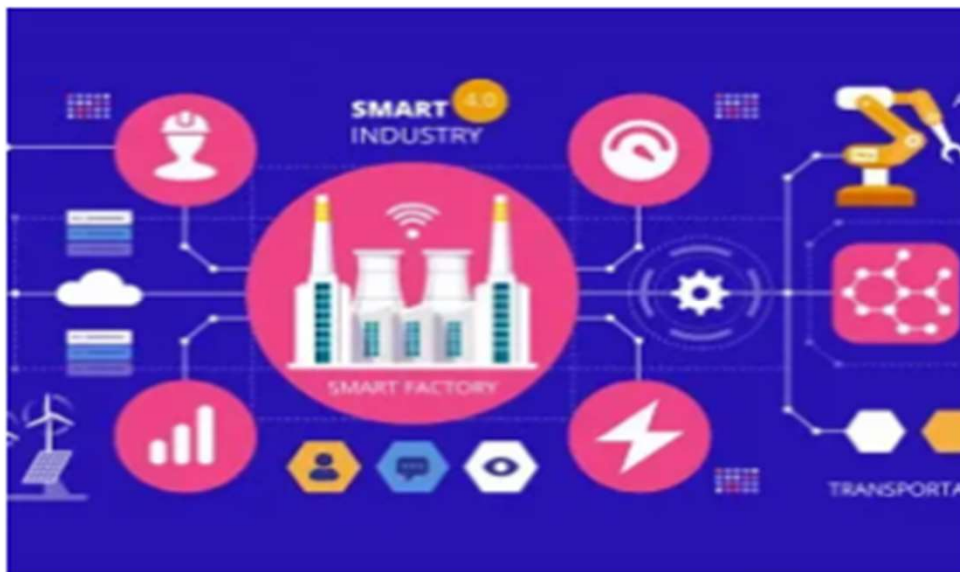 SMART 4.0
INDUSTRY
SMART FACTORY
A
TRANSPORTA